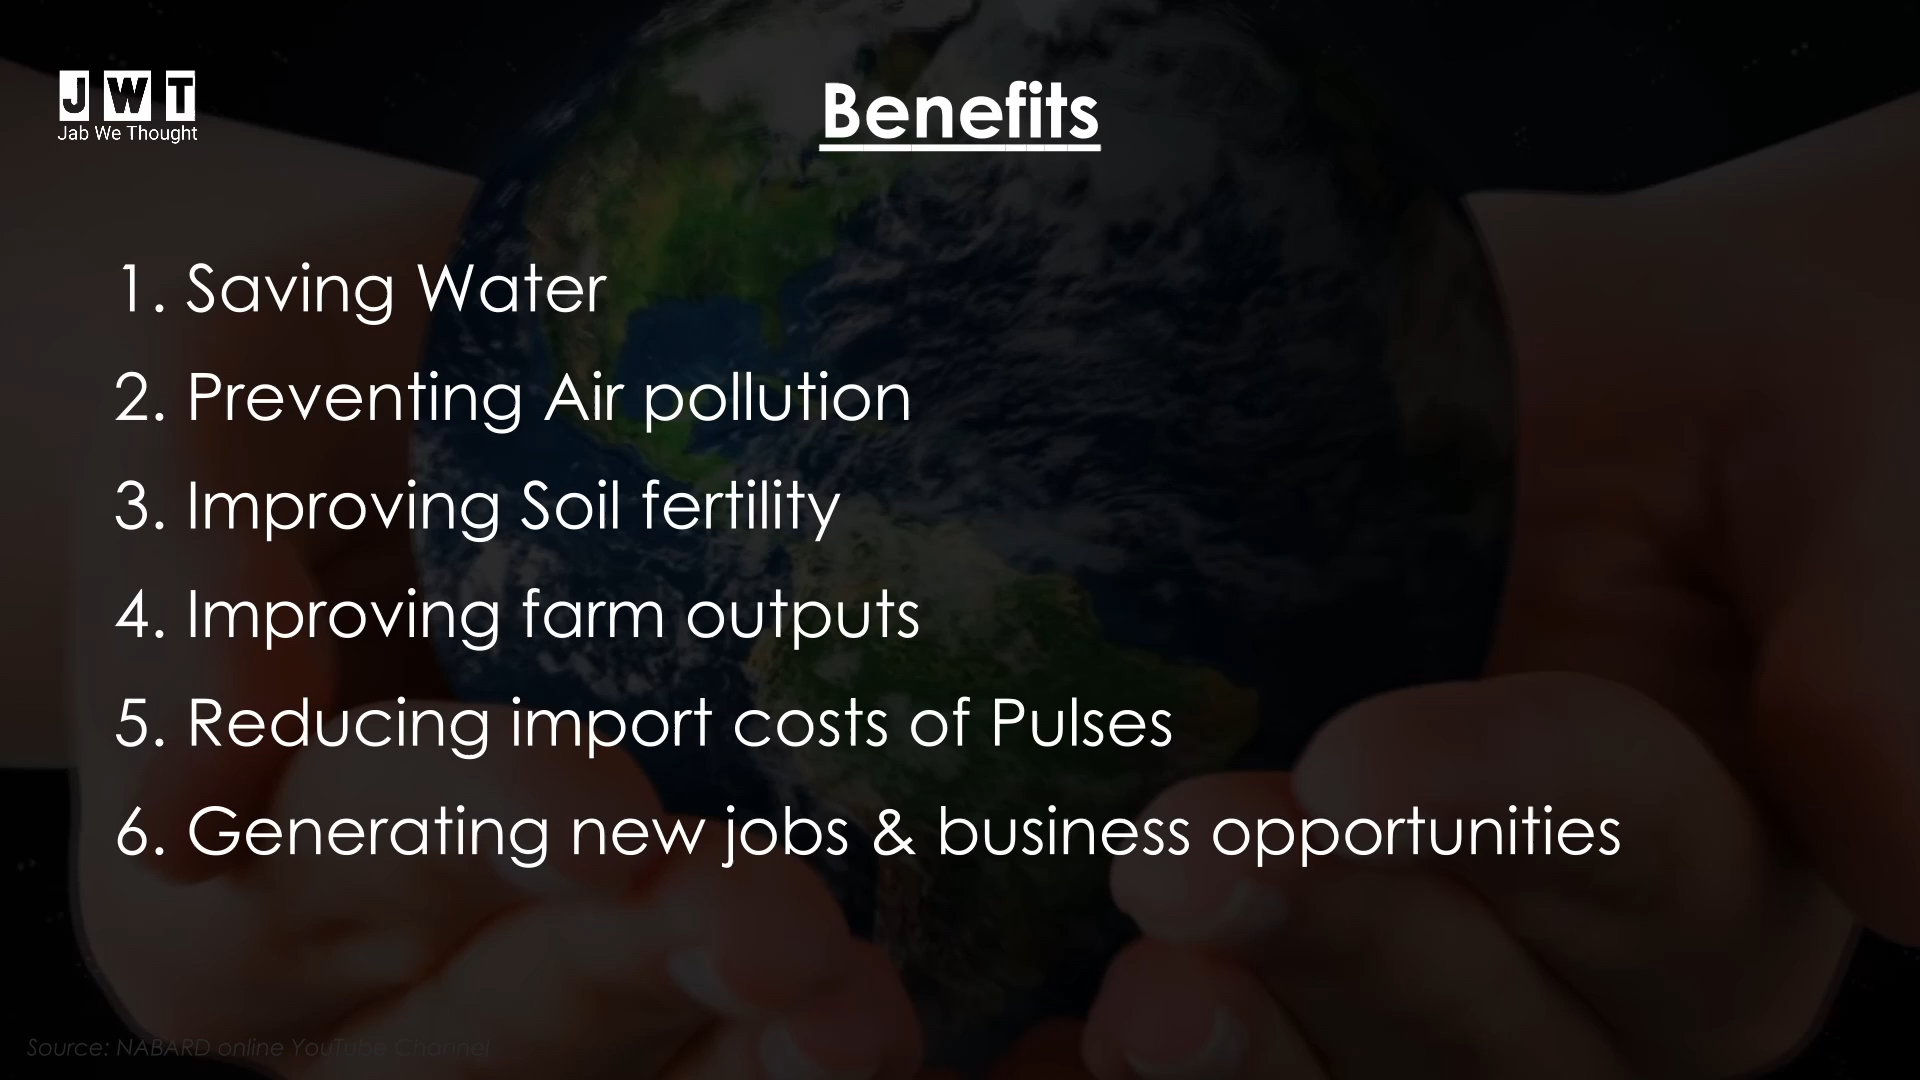 J W T
Jab We Thought
Benefits
1. Saving Water
2. Preventing Air pollution
3. Improving Soil fertility
4. Improving farm outputs
5. Reducing import costs of Pulses
6. Generating new jobs & business opportunities
Source: NABARD online YouTube Channel